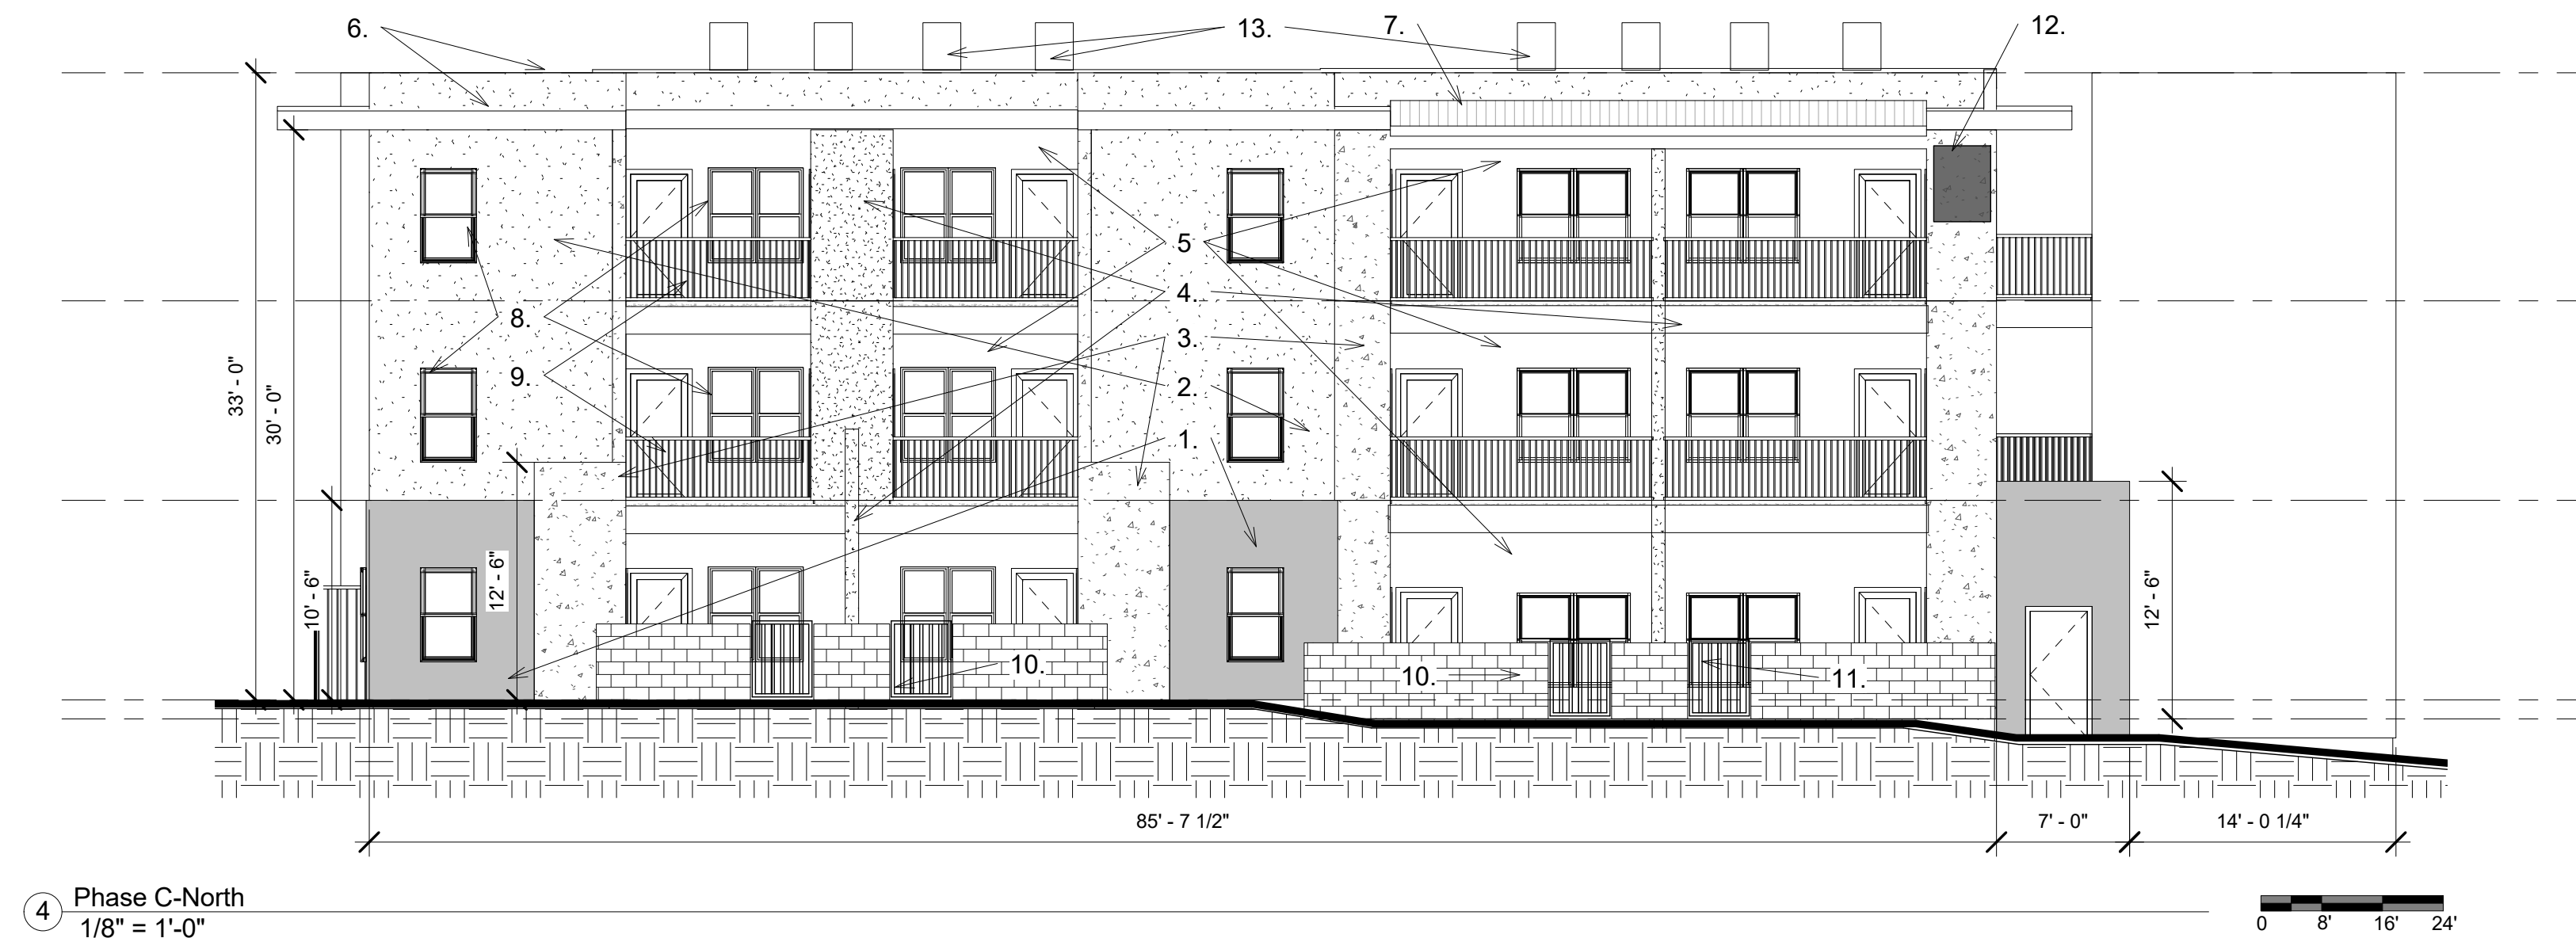 6.
13.
7.
12.
5
4.
3.
2.
1.
8.
9.
10.
10.
11.
33' - 0"
30' - 0"
10' - 6"
12' - 6"
12' - 6"
85' - 7 1/2"
7' - 0"
14' - 0 1/4"
4
Phase C-North
1/8" = 1'-0"
0 8' 16' 24'